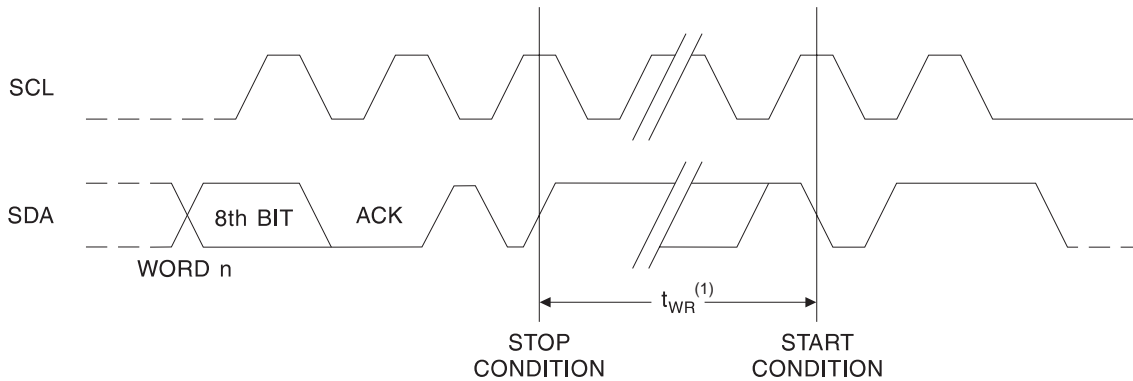 SCL
SDA
8th BIT
ACK
WORD n
tWR(1)
STOP
CONDITION
START
CONDITION